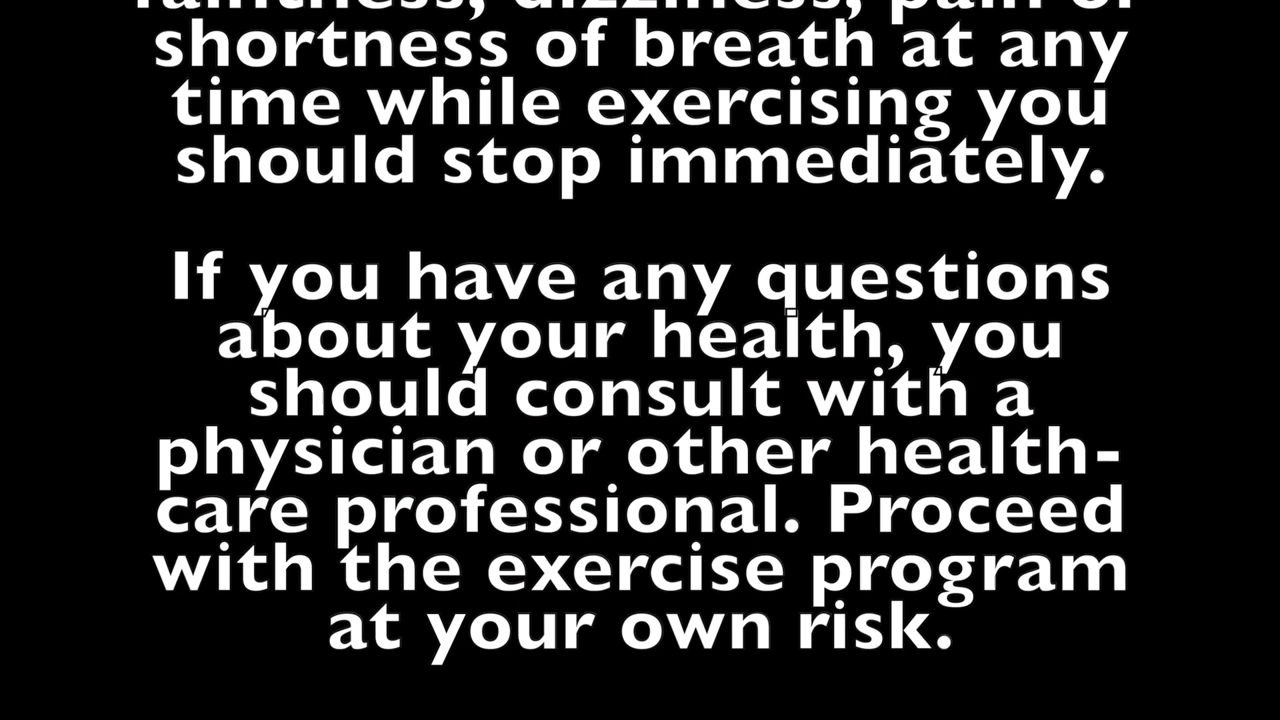 faintness, dizziness, pain or
shortness of breath at any
time while exercising you
should stop immediately.
If you have any questions
about your health, you
should consult with a
physician or other health-
care professional. Proceed
with the exercise program
at your own risk.